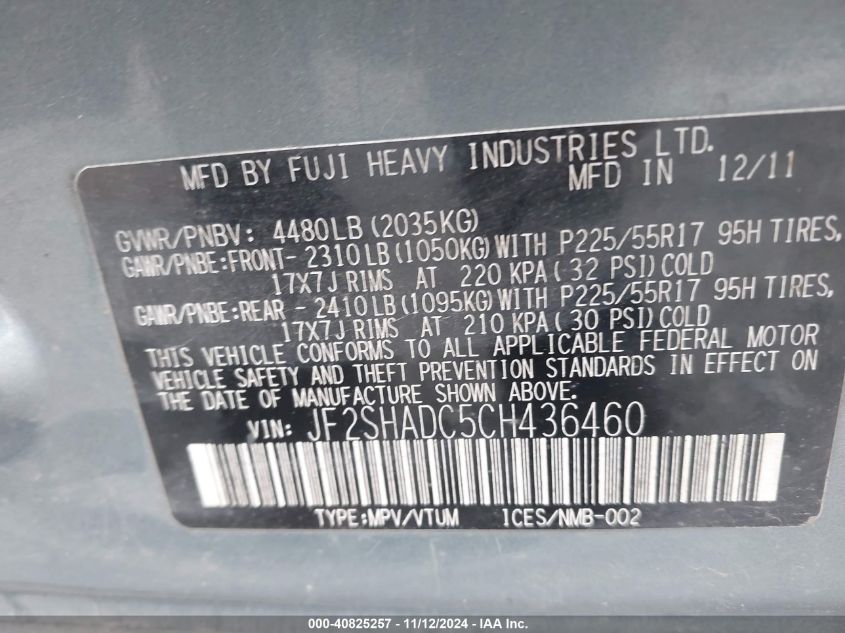 MFD BY FUJI HEAVY INDUSTRIES LTD.
MFD IN 12/11
GVWR/PNBV: 4480LB (2035KG)
GAWR/PNBE:FRONT- 2310LB(1050KG)WITH P225/55R17 95H TIRES,
17X7J RIMS AT 220 KPA(32 PSI)COLD
GAWR/PNBE:REAR - 2410LB(1095KG)WITH P225/55R17 95H TIRES,
17X7J RIMS AT 210 KPA(30 PSI)COLD
THIS VEHICLE CONFORMS TO ALL APPLICABLE FEDERAL MOTOR
VEHICLE SAFETY AND THEFT PREVENTION STANDARDS IN EFFECT ON
THE DATE OF MANUFACTURE SHOWN ABOVE.
VIN: JF2SHADC5CH436460
TYPE:MPV/VTUM ICES/NMB-002
000-40825257 - 11/12/2024 - IAA Inc.